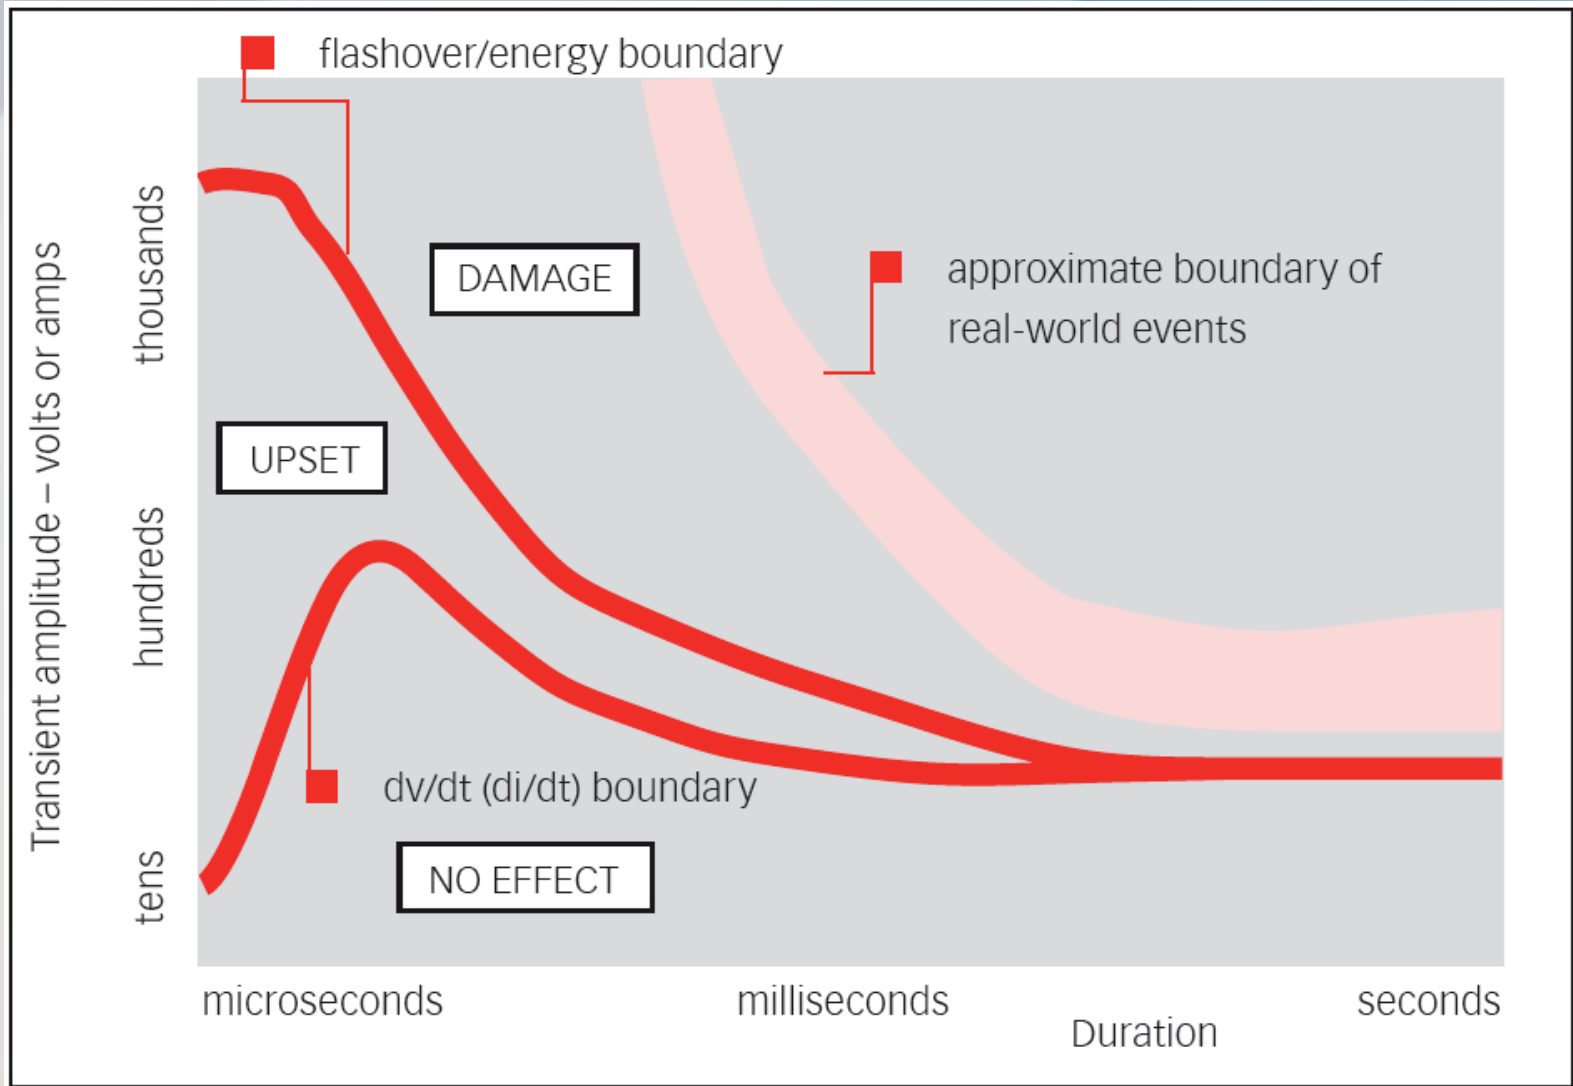 flashover/energy boundary
thousands
DAMAGE
approximate boundary of
real-world events
Transient amplitude – volts or amps
UPSET
hundreds
dv/dt (di/dt) boundary
tens
NO EFFECT
microseconds
milliseconds
seconds
Duration